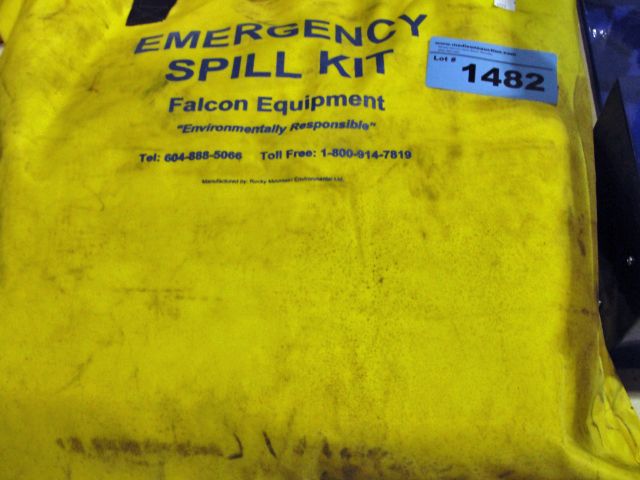 EMERGENCY
SPILL KIT
Falcon Equipment
"Environmentally Responsible"
Tel: 604-888-5066 Toll Free: 1-800-914-7819
Manufactured by: Rocky Mountain Environmental Ltd.
Lot # 1482